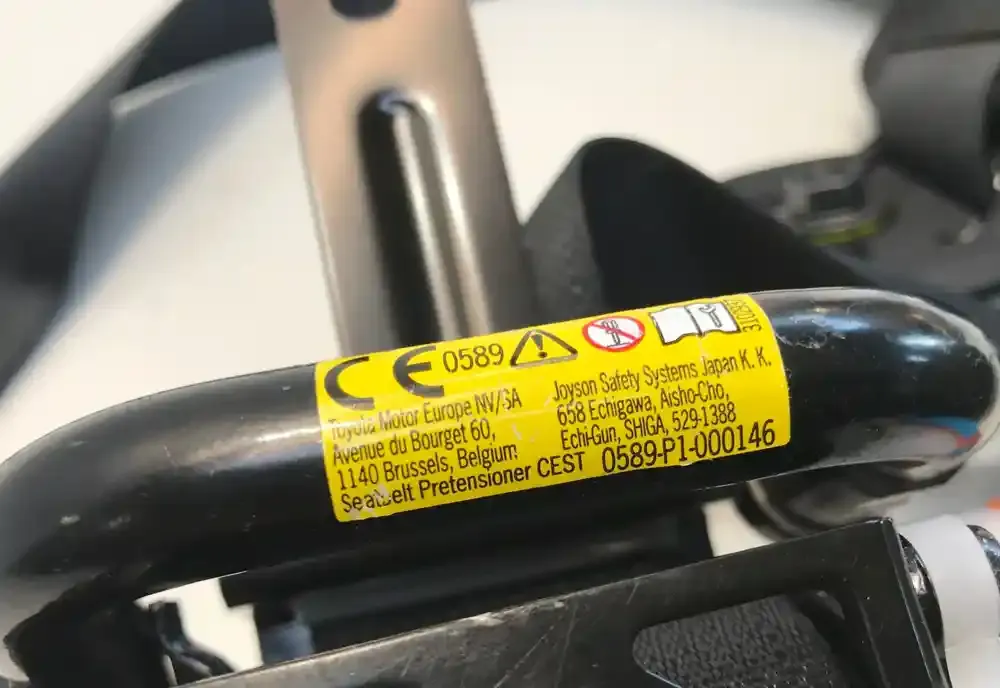 CE 0589
Toyota Motor Europe NV/SA
Avenue du Bourget 60,
1140 Brussels, Belgium
Joyson Safety Systems Japan K. K.
658 Echigawa, Aisho-Cho,
Echi-Gun, SHIGA, 529-1388
Seatbelt Pretensioner CEST 0589-P1-000146